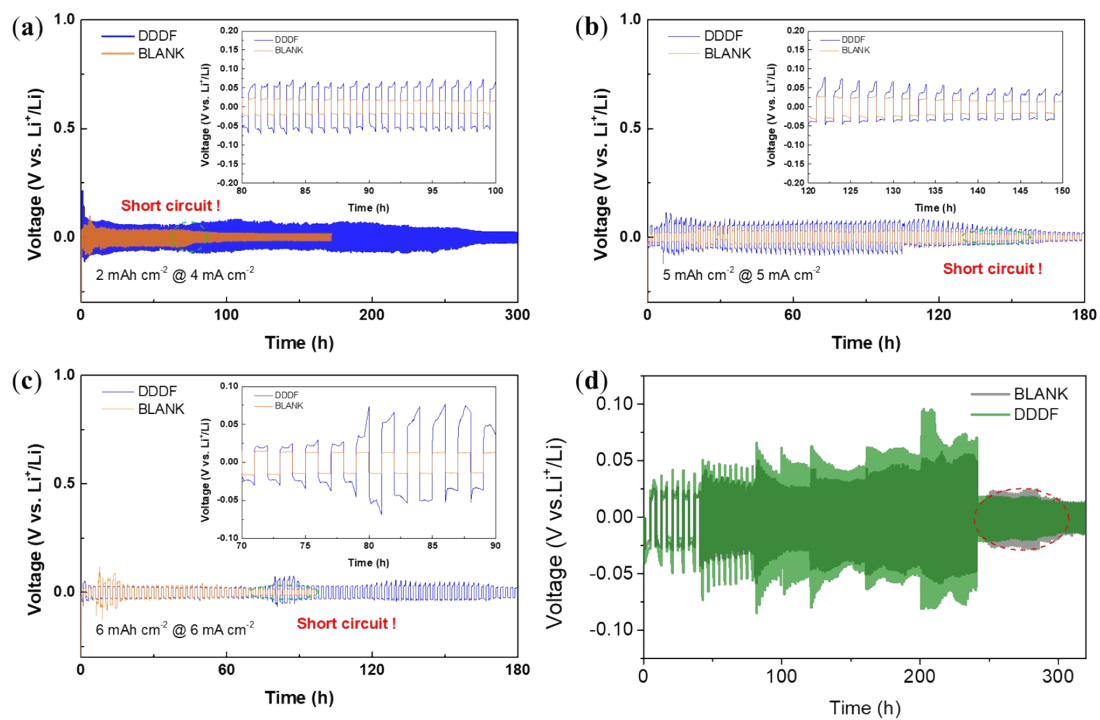 (a)
DDDF
BLANK
Voltage (V vs. Li⁺/Li)
1.0
0.5
0.0
Short circuit !
2 mAh cm⁻² @ 4 mA cm⁻²
0 60 120 180 240 300
Time (h)
DDDF
BLANK
Voltage (V vs. Li⁺/Li)
0.20
0.15
0.10
0.05
0.00
-0.05
-0.10
-0.15
-0.20
80 85 90 95 100
Time (h)
(b)
DDDF
BLANK
Voltage (V vs. Li⁺/Li)
1.0
0.5
0.0
Short circuit !
5 mAh cm⁻² @ 5 mA cm⁻²
0 60 120 180
Time (h)
DDDF
BLANK
Voltage (V vs. Li⁺/Li)
0.20
0.15
0.10
0.05
0.00
-0.05
-0.10
-0.15
-0.20
120 125 130 135 140 145 150
Time (h)
(c)
DDDF
BLANK
Voltage (V vs. Li⁺/Li)
1.0
0.5
0.0
6 mAh cm⁻² @ 6 mA cm⁻²
Short circuit !
0 60 120 180
Time (h)
DDDF
BLANK
Voltage (V vs. Li⁺/Li)
0.10
0.05
0.00
-0.05
-0.10
70 75 80 85 90
Time (h)
(d)
BLANK
DDDF
Voltage (V vs.Li⁺/Li)
0.10
0.05
0.00
-0.05
-0.10
0 100 200 300
Time (h)